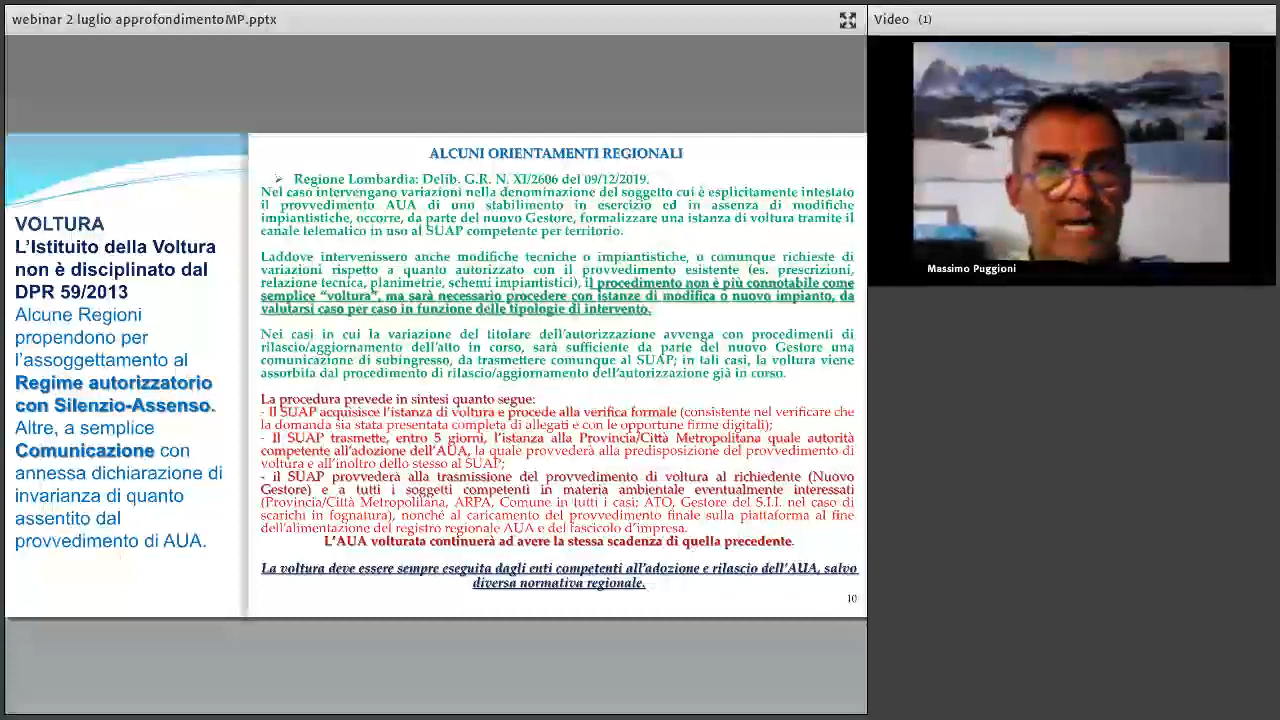 webinar 2 luglio approfondimentoMP.pptx
Video (1)
Massimo Puggioni
VOLTURA
L'Istituito della Voltura
non è disciplinato dal
DPR 59/2013
Alcune Regioni
propendono per
l'assoggettamento al
Regime autorizzatorio
con Silenzio-Assenso.
Altre, a semplice
Comunicazione con
annessa dichiarazione di
invarianza di quanto
assentito dal
provvedimento di AUA.
ALCUNI ORIENTAMENTI REGIONALI
➢ Regione Lombardia: Delib. G.R. N. XI/2606 del 09/12/2019.
Nel caso intervengano variazioni nella denominazione del soggetto cui è esplicitamente intestato
il provvedimento AUA di uno stabilimento in esercizio ed in assenza di modifiche
impiantistiche, occorre, da parte del nuovo Gestore, formalizzare una istanza di voltura tramite il
canale telematico in uso al SUAP competente per territorio.
Laddove intervenissero anche modifiche tecniche o impiantistiche, o comunque richieste di
variazioni rispetto a quanto autorizzato con il provvedimento esistente (es. prescrizioni,
relazione tecnica, planimetrie, schemi impiantistici), il procedimento non è più connotabile come
semplice "voltura", ma sarà necessario procedere con istanze di modifica o nuovo impianto, da
valutarsi caso per caso in funzione delle tipologie di intervento.
Nei casi in cui la variazione del titolare dell'autorizzazione avvenga con procedimenti di
rilascio/aggiornamento dell'atto in corso, sarà sufficiente da parte del nuovo Gestore una
comunicazione di subingresso, da trasmettere comunque al SUAP; in tali casi, la voltura viene
assorbita dal procedimento di rilascio/aggiornamento dell'autorizzazione già in corso.
La procedura prevede in sintesi quanto segue:
- Il SUAP acquisisce l'istanza di voltura e procede alla verifica formale (consistente nel verificare che
la domanda sia stata presentata completa di allegati e con le opportune firme digitali);
- Il SUAP trasmette, entro 5 giorni, l'istanza alla Provincia/Città Metropolitana quale autorità
competente all'adozione dell'AUA, la quale provvederà alla predisposizione del provvedimento di
voltura e all'inoltro dello stesso al SUAP;
- il SUAP provvederà alla trasmissione del provvedimento di voltura al richiedente (Nuovo
Gestore) e a tutti i soggetti competenti in materia ambientale eventualmente interessati
(Provincia/Città Metropolitana, ARPA, Comune in tutti i casi; ATO, Gestore del S.I.I. nel caso di
scarichi in fognatura), nonché al caricamento del provvedimento finale sulla piattaforma al fine
dell'alimentazione del registro regionale AUA e del fascicolo d'impresa.
L'AUA volturata continuerà ad avere la stessa scadenza di quella precedente.
La voltura deve essere sempre eseguita dagli enti competenti all'adozione e rilascio dell'AUA, salvo
diversa normativa regionale.
10